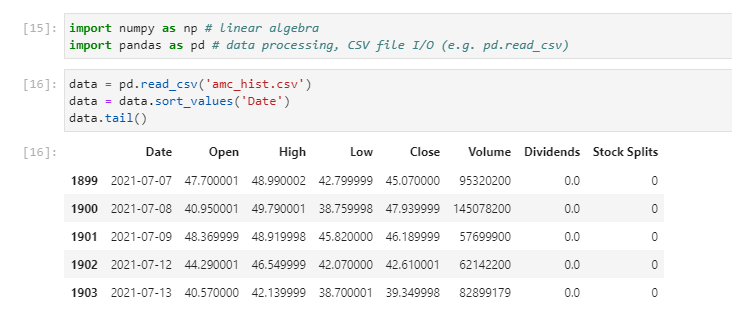 [15]: import numpy as np # linear algebra
import pandas as pd # data processing, CSV file I/O (e.g. pd.read_csv)
[16]: data = pd.read_csv('amc_hist.csv')
data = data.sort_values('Date')
data.tail()
[16]: Date Open High Low Close Volume Dividends Stock Splits
1899 2021-07-07 47.700001 48.990002 42.799999 45.070000 95320200 0.0 0
1900 2021-07-08 40.950001 49.790001 38.759998 47.939999 145078200 0.0 0
1901 2021-07-09 48.369999 48.919998 45.820000 46.189999 57699900 0.0 0
1902 2021-07-12 44.290001 46.549999 42.070000 42.610001 62142200 0.0 0
1903 2021-07-13 40.570000 42.139999 38.700001 39.349998 82899179 0.0 0